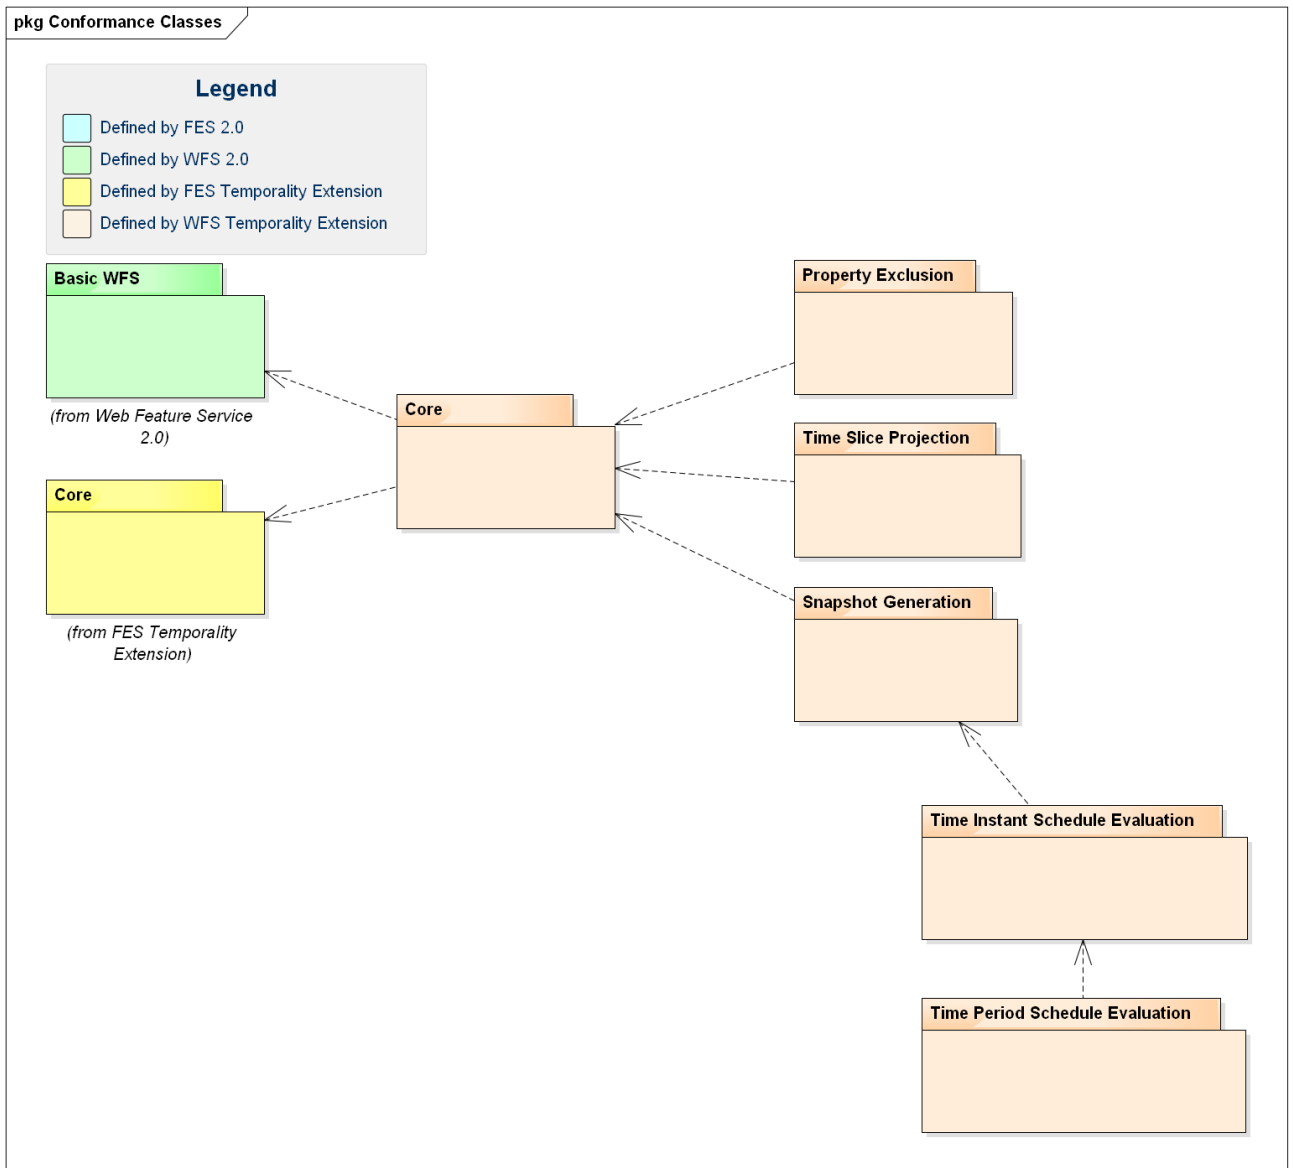 pkg Conformance Classes
Legend
Defined by FES 2.0
Defined by WFS 2.0
Defined by FES Temporality Extension
Defined by WFS Temporality Extension
Basic WFS
(from Web Feature Service
2.0)
Core
(from FES Temporality
Extension)
Core
Property Exclusion
Time Slice Projection
Snapshot Generation
Time Instant Schedule Evaluation
Time Period Schedule Evaluation